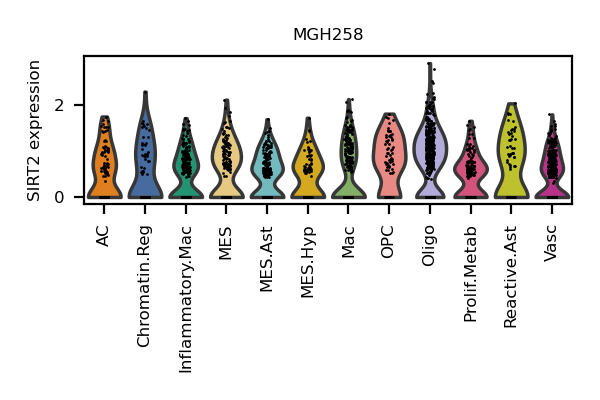 MGH258
SIRT2 expression
2
0
AC
Chromatin.Reg
Inflammatory.Mac
MES
MES.Ast
MES.Hyp
Mac
OPC
Oligo
Prolif.Metab
Reactive.Ast
Vasc